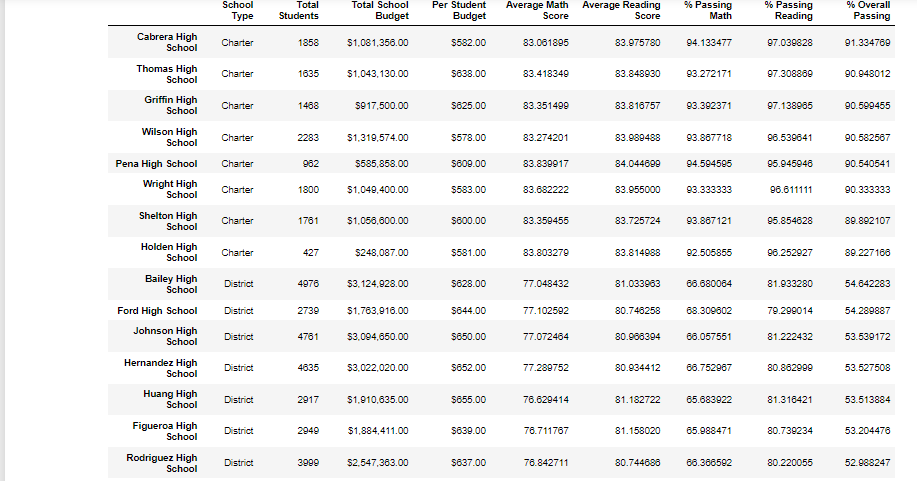 School Type Total Students Total School Budget Per Student Budget Average Math Score Average Reading Score % Passing Math % Passing Reading % Overall Passing
Cabrera High School Charter 1858 $1,081,356.00 $582.00 83.061895 83.975780 94.133477 97.039828 91.334769
Thomas High School Charter 1635 $1,043,130.00 $638.00 83.418349 83.848930 93.272171 97.308869 90.948012
Griffin High School Charter 1468 $917,500.00 $625.00 83.351499 83.816757 93.392371 97.138965 90.599455
Wilson High School Charter 2283 $1,319,574.00 $578.00 83.274201 83.989488 93.867718 96.539641 90.582567
Pena High School Charter 962 $585,858.00 $609.00 83.839917 84.044699 94.594595 95.945946 90.540541
Wright High School Charter 1800 $1,049,400.00 $583.00 83.682222 83.955000 93.333333 96.611111 90.333333
Shelton High School Charter 1761 $1,056,600.00 $600.00 83.359455 83.725724 93.867121 95.854628 89.892107
Holden High School Charter 427 $248,087.00 $581.00 83.803279 83.814988 92.505855 96.252927 89.227166
Bailey High School District 4976 $3,124,928.00 $628.00 77.048432 81.033963 66.680064 81.933280 54.642283
Ford High School District 2739 $1,763,916.00 $644.00 77.102592 80.746258 68.309602 79.299014 54.289887
Johnson High School District 4761 $3,094,650.00 $650.00 77.072464 80.966394 66.057551 81.222432 53.539172
Hernandez High School District 4635 $3,022,020.00 $652.00 77.289752 80.934412 66.752967 80.862999 53.527508
Huang High School District 2917 $1,910,635.00 $655.00 76.629414 81.182722 65.683922 81.316421 53.513884
Figueroa High School District 2949 $1,884,411.00 $639.00 76.711767 81.158020 65.988471 80.739234 53.204476
Rodriguez High School District 3999 $2,547,363.00 $637.00 76.842711 80.744686 66.366592 80.220055 52.988247